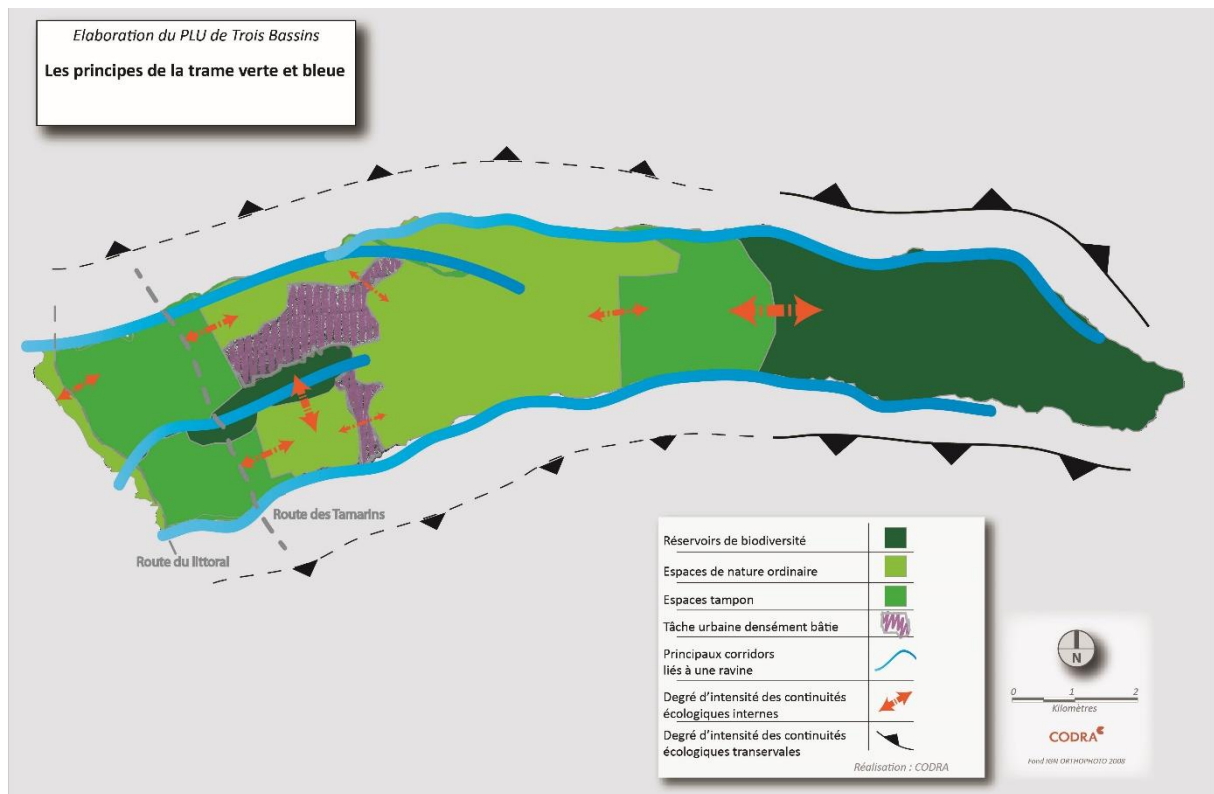 Elaboration du PLU de Trois Bassins
Les principes de la trame verte et bleue
Route des Tamarins
Route du littoral
Réservoirs de biodiversité
Espaces de nature ordinaire
Espaces tampon
Tâche urbaine densément bâtie
Principaux corridors
liés à une ravine
Degré d'intensité des continuités
écologiques internes
Degré d'intensité des continuités
écologiques transervales
Réalisation : CODRA
N
0 1 2
Kilomètres
CODRA
Fond IGN ORTHOPHOTO 2008